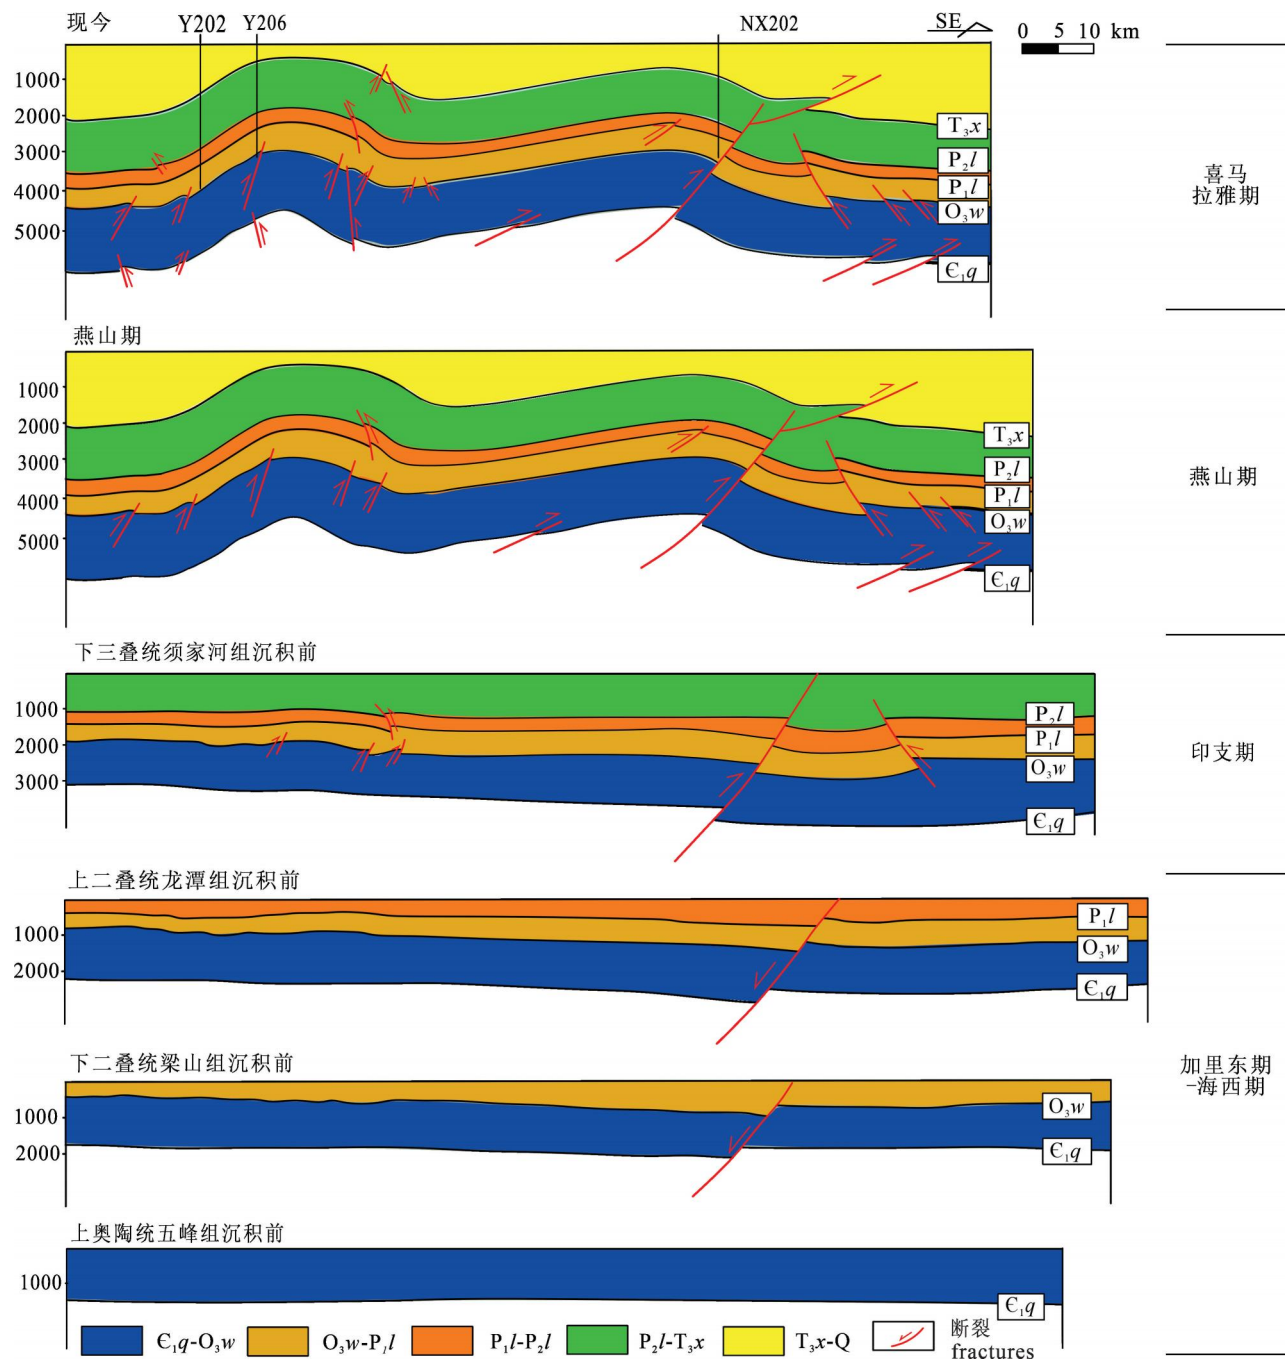 现今
Y202
Y206
NX202
SE
0 5 10 km
1000
2000
3000
4000
5000
T₃x
P₂l
P₁l
O₃w
Є₁q
喜马
拉雅期
燕山期
1000
2000
3000
4000
5000
T₃x
P₂l
P₁l
O₃w
Є₁q
燕山期
下三叠统须家河组沉积前
1000
2000
3000
P₂l
P₁l
O₃w
Є₁q
印支期
上二叠统龙潭组沉积前
1000
2000
P₁l
O₃w
Є₁q
下二叠统梁山组沉积前
1000
2000
O₃w
Є₁q
加里东期
-海西期
上奥陶统五峰组沉积前
1000
Є₁q
Є₁q-O₃w
O₃w-P₁l
P₁l-P₂l
P₂l-T₃x
T₃x-Q
断裂
fractures